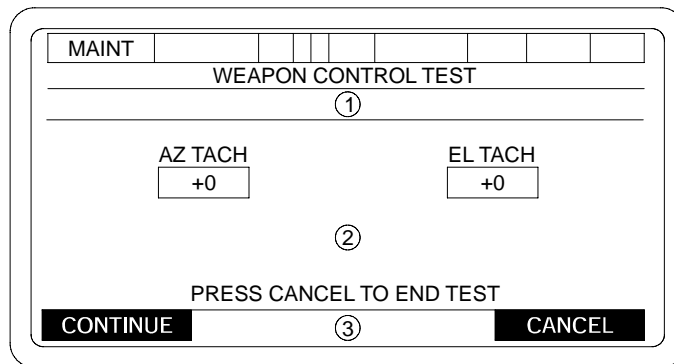 MAINT
WEAPON CONTROL TEST
1
AZ TACH EL TACH
+0 +0
2
PRESS CANCEL TO END TEST
CONTINUE 3 CANCEL